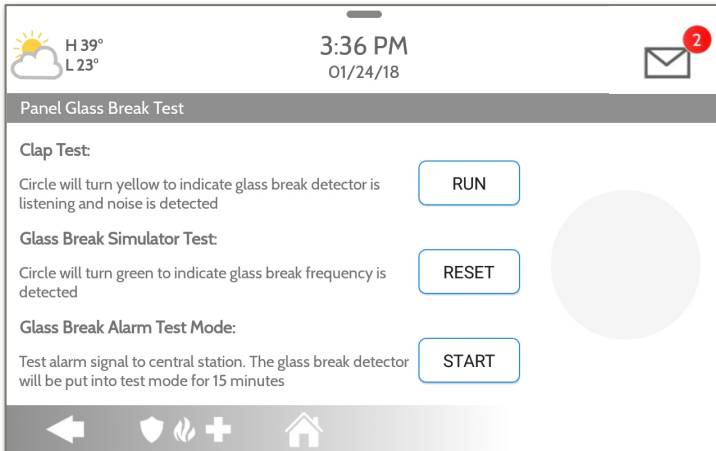 H 39°
L 23°
3:36 PM
01/24/18
2
Panel Glass Break Test
Clap Test:
Circle will turn yellow to indicate glass break detector is
listening and noise is detected
RUN
Glass Break Simulator Test:
Circle will turn green to indicate glass break frequency is
detected
RESET
Glass Break Alarm Test Mode:
Test alarm signal to central station. The glass break detector
will be put into test mode for 15 minutes
START